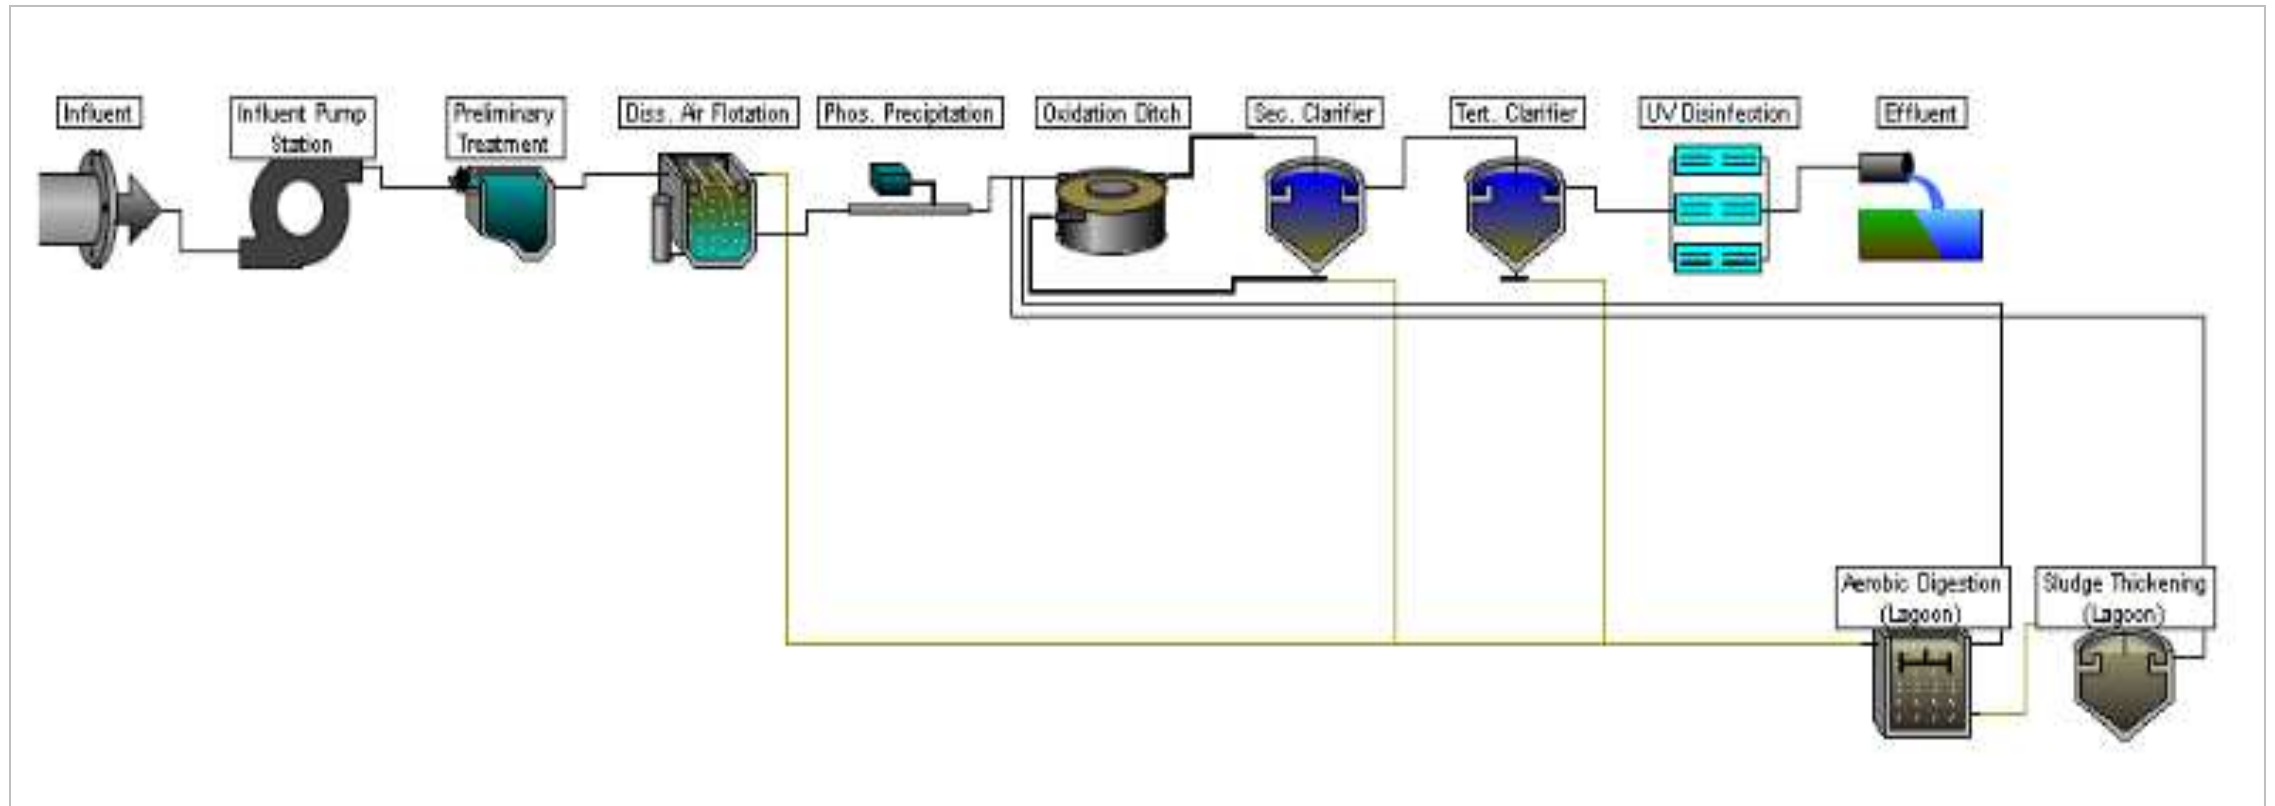 Influent
Influent Pump
Station
Preliminary
Treatment
Diss. Air Flotation
Phos. Precipitation
Oxidation Ditch
Sec. Clarifier
Tert. Clarifier
UV Disinfection
Effluent
Aerobic Digestion
(Lagoon)
Sludge Thickening
(Lagoon)